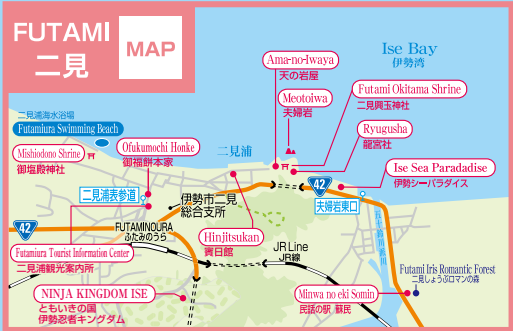 FUTAMI
二見
MAP
Ise Bay
伊勢湾
Ama-no-Iwaya
天の岩屋
Futami Okitama Shrine
二見興玉神社
Meotoiwa
夫婦岩
二見浦海水浴場
Futamiura Swimming Beach
Ryugusha
龍宮社
Mishiodono Shrine
御塩殿神社
Ofukumochi Honke
御福餅本家
二見浦
Ise Sea Paradadise
伊勢シーパラダイス
42
二見浦表参道
伊勢市二見
総合支所
夫婦岩東口
42
FUTAMINOURA
ふたみのうら
Hinjitsukan
賓日館
Futamiura Tourist Information Center
二見浦観光案内所
JR Line
JR線
Futami Iris Romantic Forest
二見しょうぶロマンの森
NINJA KINGDOM ISE
ともいきの国
伊勢忍者キングダム
Minwa no eki Somin
民話の駅 蘇民